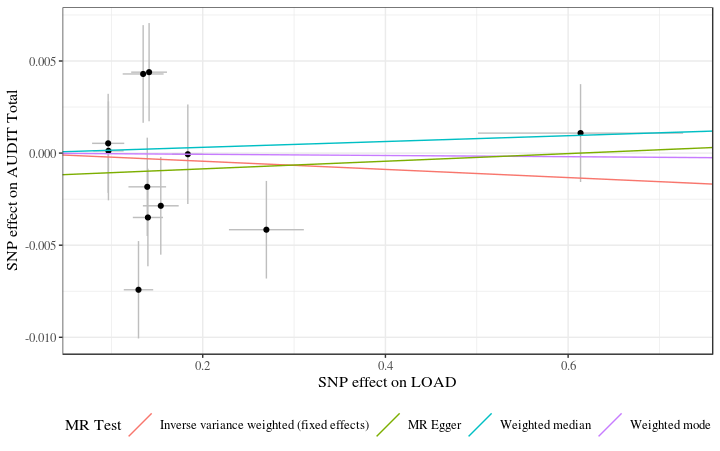 0.005
0.000
-0.005
-0.010
SNP effect on AUDIT Total
0.2 0.4 0.6
SNP effect on LOAD
MR Test Inverse variance weighted (fixed effects) MR Egger Weighted median Weighted mode